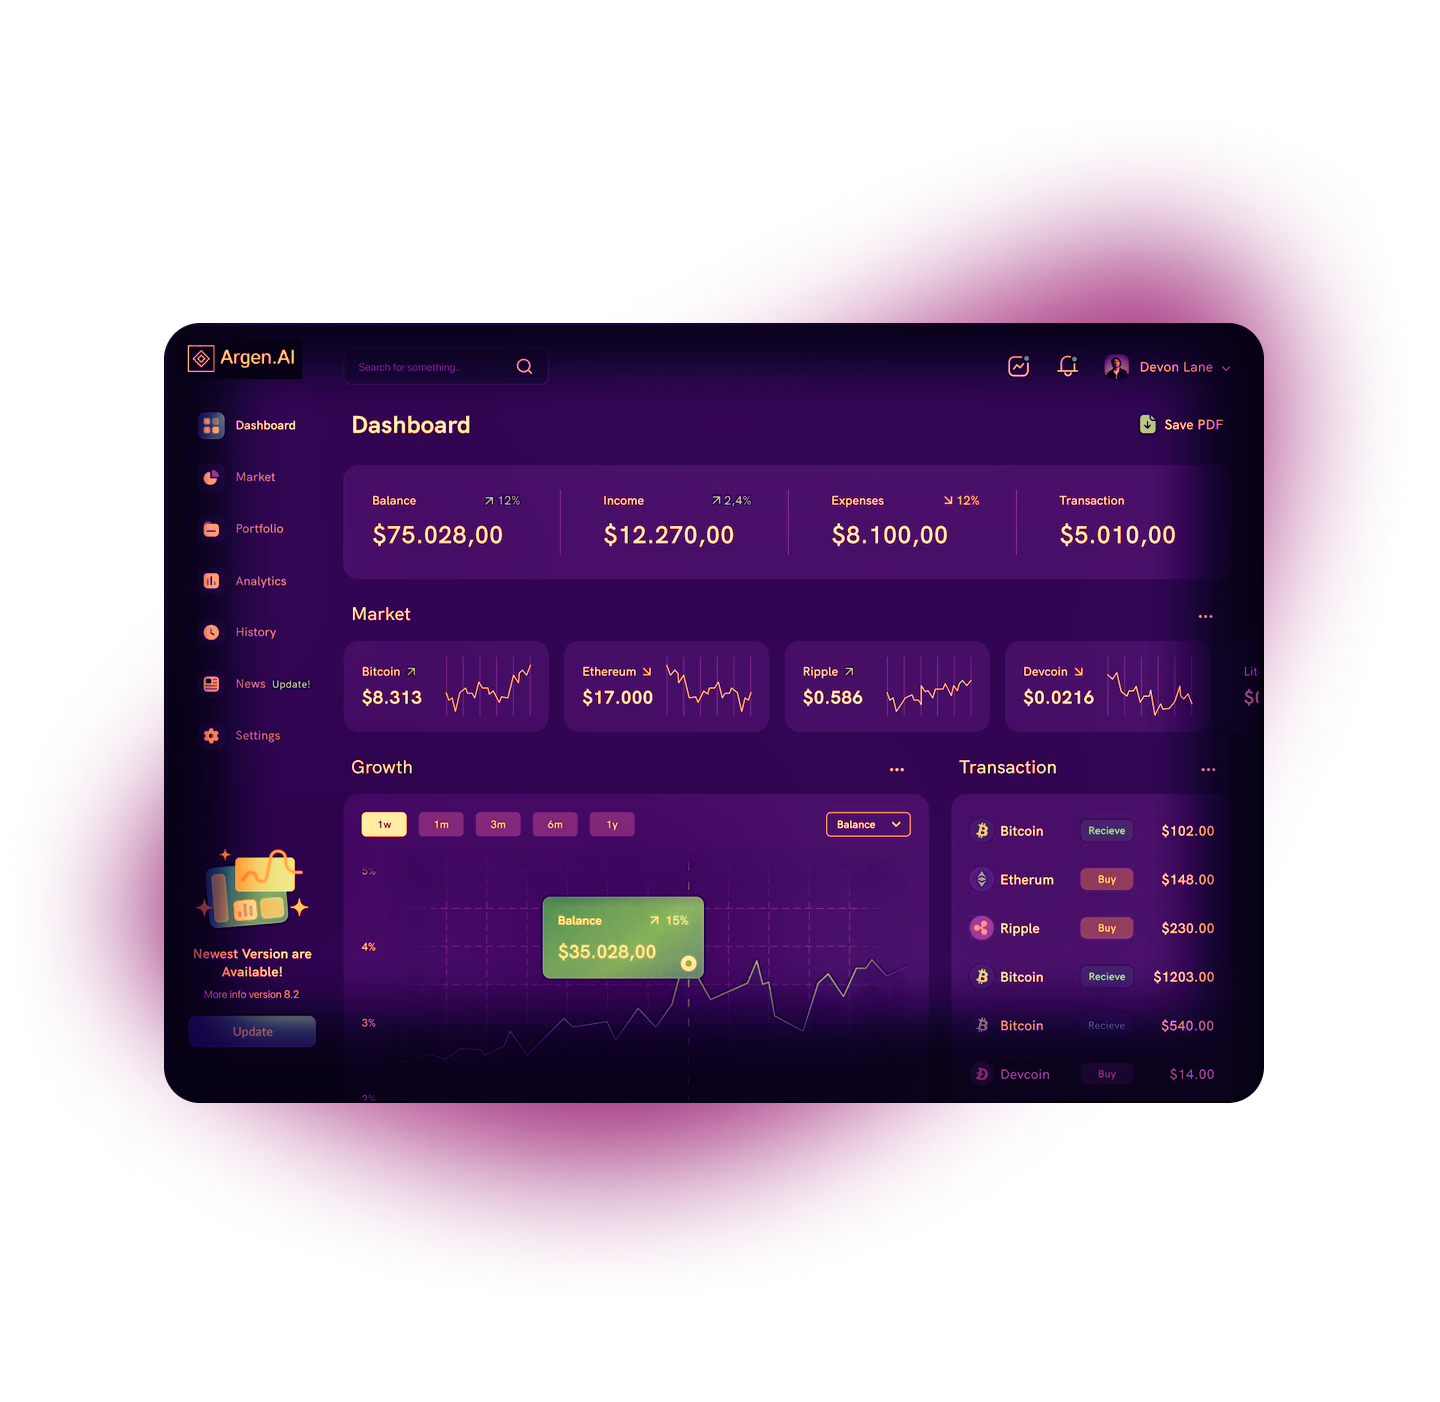 Argen.AI
Search for something..
Devon Lane
Dashboard
Market
Portfolio
Analytics
History
News Update!
Settings
Newest Version are
Available!
More info version 8.2
Update
Dashboard
Save PDF
Balance 12%
$75.028,00
Income 2,4%
$12.270,00
Expenses 12%
$8.100,00
Transaction
$5.010,00
Market
Bitcoin
$8.313
Ethereum
$17.000
Ripple
$0.586
Devcoin
$0.0216
Lit
Growth
1w 1m 3m 6m 1y
Balance
5%
4%
3%
2%
Balance 15%
$35.028,00
Transaction
Bitcoin Recieve $102.00
Etherum Buy $148.00
Ripple Buy $230.00
Bitcoin Recieve $1203.00
Bitcoin Recieve $540.00
Devcoin Buy $14.00